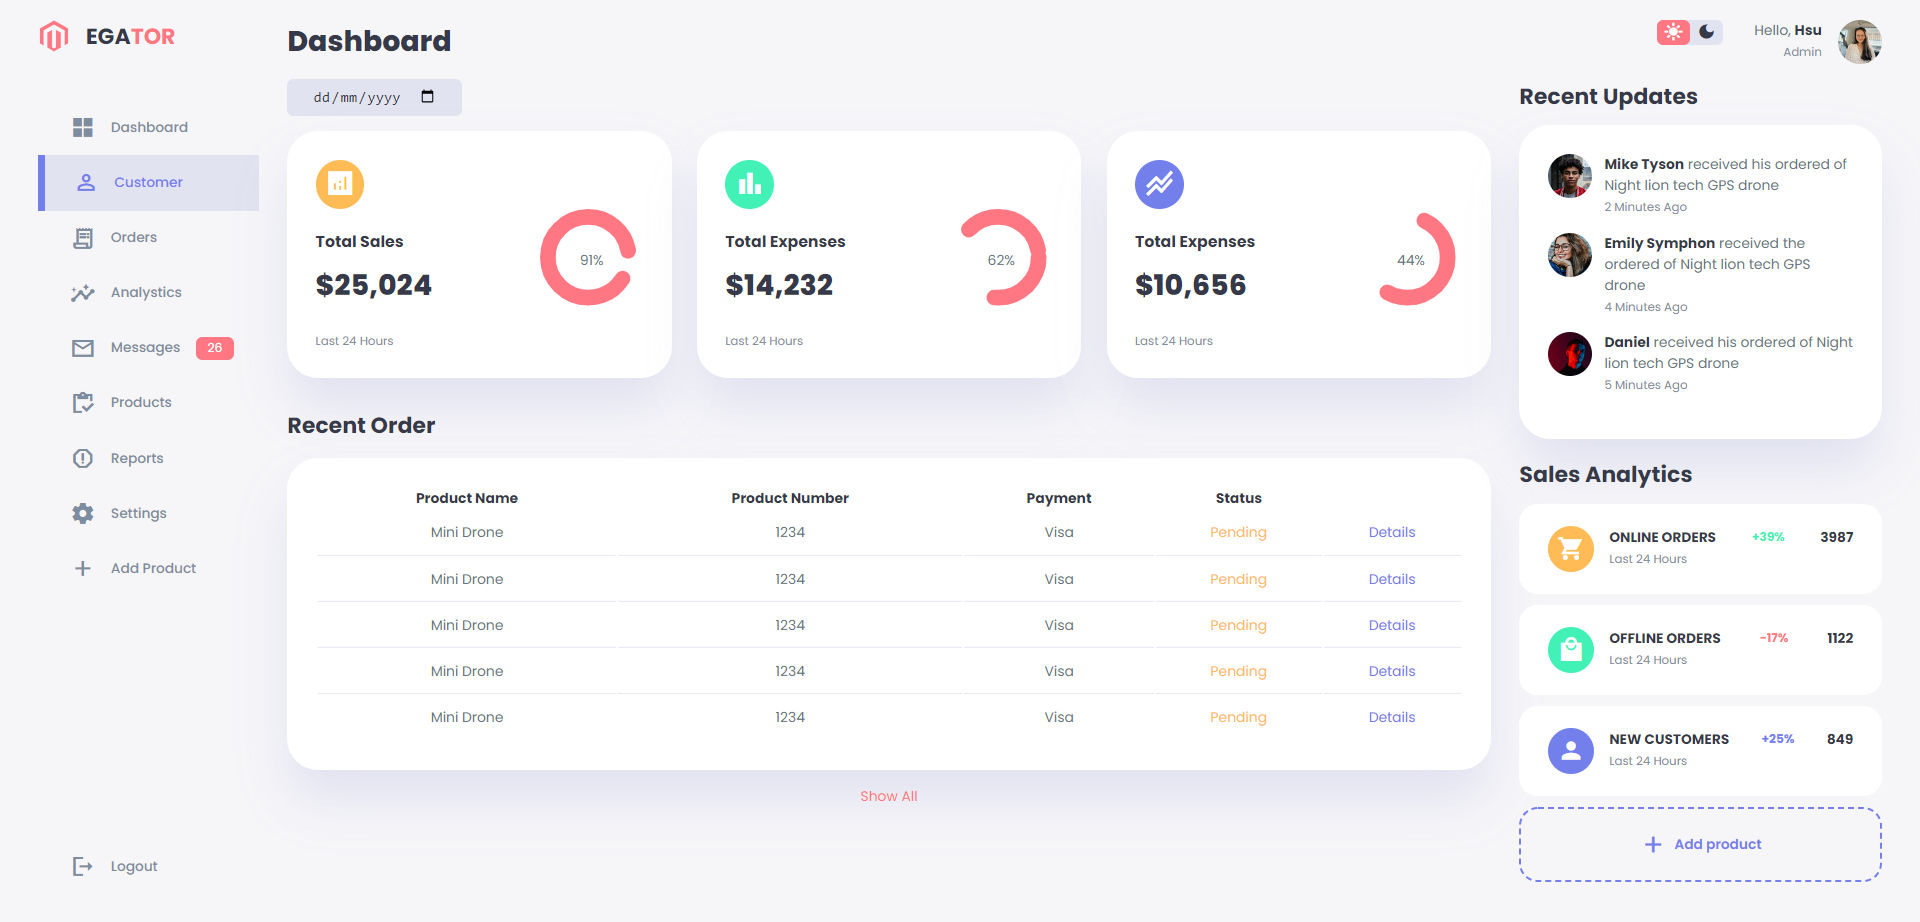 EGATOR
Dashboard
Customer
Orders
Analystics
Messages 26
Products
Reports
Settings
Add Product
Logout
Dashboard
dd/mm/yyyy
Total Sales
$25,024
91%
Last 24 Hours
Total Expenses
$14,232
62%
Last 24 Hours
Total Expenses
$10,656
44%
Last 24 Hours
Recent Order
Product Name Product Number Payment Status
Mini Drone 1234 Visa Pending Details
Mini Drone 1234 Visa Pending Details
Mini Drone 1234 Visa Pending Details
Mini Drone 1234 Visa Pending Details
Mini Drone 1234 Visa Pending Details
Show All
Hello, Hsu
Admin
Recent Updates
Mike Tyson received his ordered of
Night lion tech GPS drone
2 Minutes Ago
Emily Symphon received the
ordered of Night lion tech GPS
drone
4 Minutes Ago
Daniel received his ordered of Night
lion tech GPS drone
5 Minutes Ago
Sales Analytics
ONLINE ORDERS +39% 3987
Last 24 Hours
OFFLINE ORDERS -17% 1122
Last 24 Hours
NEW CUSTOMERS +25% 849
Last 24 Hours
Add product